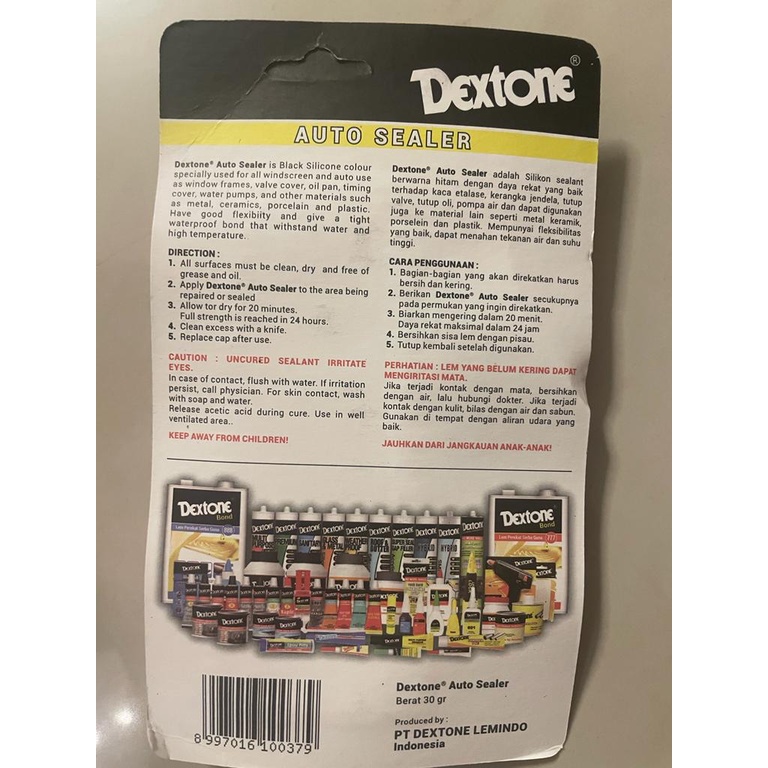 Dextone®
AUTO SEALER
Dextone® Auto Sealer is Black Silicone colour
specially used for all windscreen and auto use
as window frames, valve cover, oil pan, timing
cover, water pumps, and other materials such
as metal, ceramics, porcelain and plastic.
Have good flexibiity and give a tight
waterproof bond that withstand water and
high temperature.
DIRECTION :
1. All surfaces must be clean, dry and free of
grease and oil.
2. Apply Dextone® Auto Sealer to the area being
repaired or sealed
3. Allow tor dry for 20 minutes.
Full strength is reached in 24 hours.
4. Clean excess with a knife.
5. Replace cap after use.
CAUTION : UNCURED SEALANT IRRITATE
EYES.
In case of contact, flush with water. If irritation
persist, call physician. For skin contact, wash
with soap and water.
Release acetic acid during cure. Use in well
ventilated area..
KEEP AWAY FROM CHILDREN!
Dextone® Auto Sealer adalah Silikon sealant
berwarna hitam dengan daya rekat yang baik
terhadap kaca etalase, kerangka jendela, tutup
valve, tutup oli, pompa air dan dapat digunakan
juga ke material lain seperti metal keramik,
porselein dan plastik. Mempunyai fleksibilitas
yang baik, dapat menahan tekanan air dan suhu
tinggi.
CARA PENGGUNAAN :
1. Bagian-bagian yang akan direkatkan harus
bersih dan kering.
2. Berikan Dextone® Auto Sealer secukupnya
pada permukan yang ingin direkatkan.
3. Biarkan mengering dalam 20 menit.
Daya rekat maksimal dalam 24 jam
4. Bersihkan sisa lem dengan pisau.
5. Tutup kembali setelah digunakan.
PERHATIAN : LEM YANG BELUM KERING DAPAT
MENGIRITASI MATA.
Jika terjadi kontak dengan mata, bersihkan
dengan air, lalu hubungi dokter. Jika terjadi
kontak dengan kulit, bilas dengan air dan sabun.
Gunakan di tempat dengan aliran udara yang
baik.
JAUHKAN DARI JANGKAUAN ANAK-ANAK!
Dextone
Bond
Dextone
Bond
777
8 997016 100379
Dextone® Auto Sealer
Berat 30 gr
Produced by :
PT DEXTONE LEMINDO
Indonesia